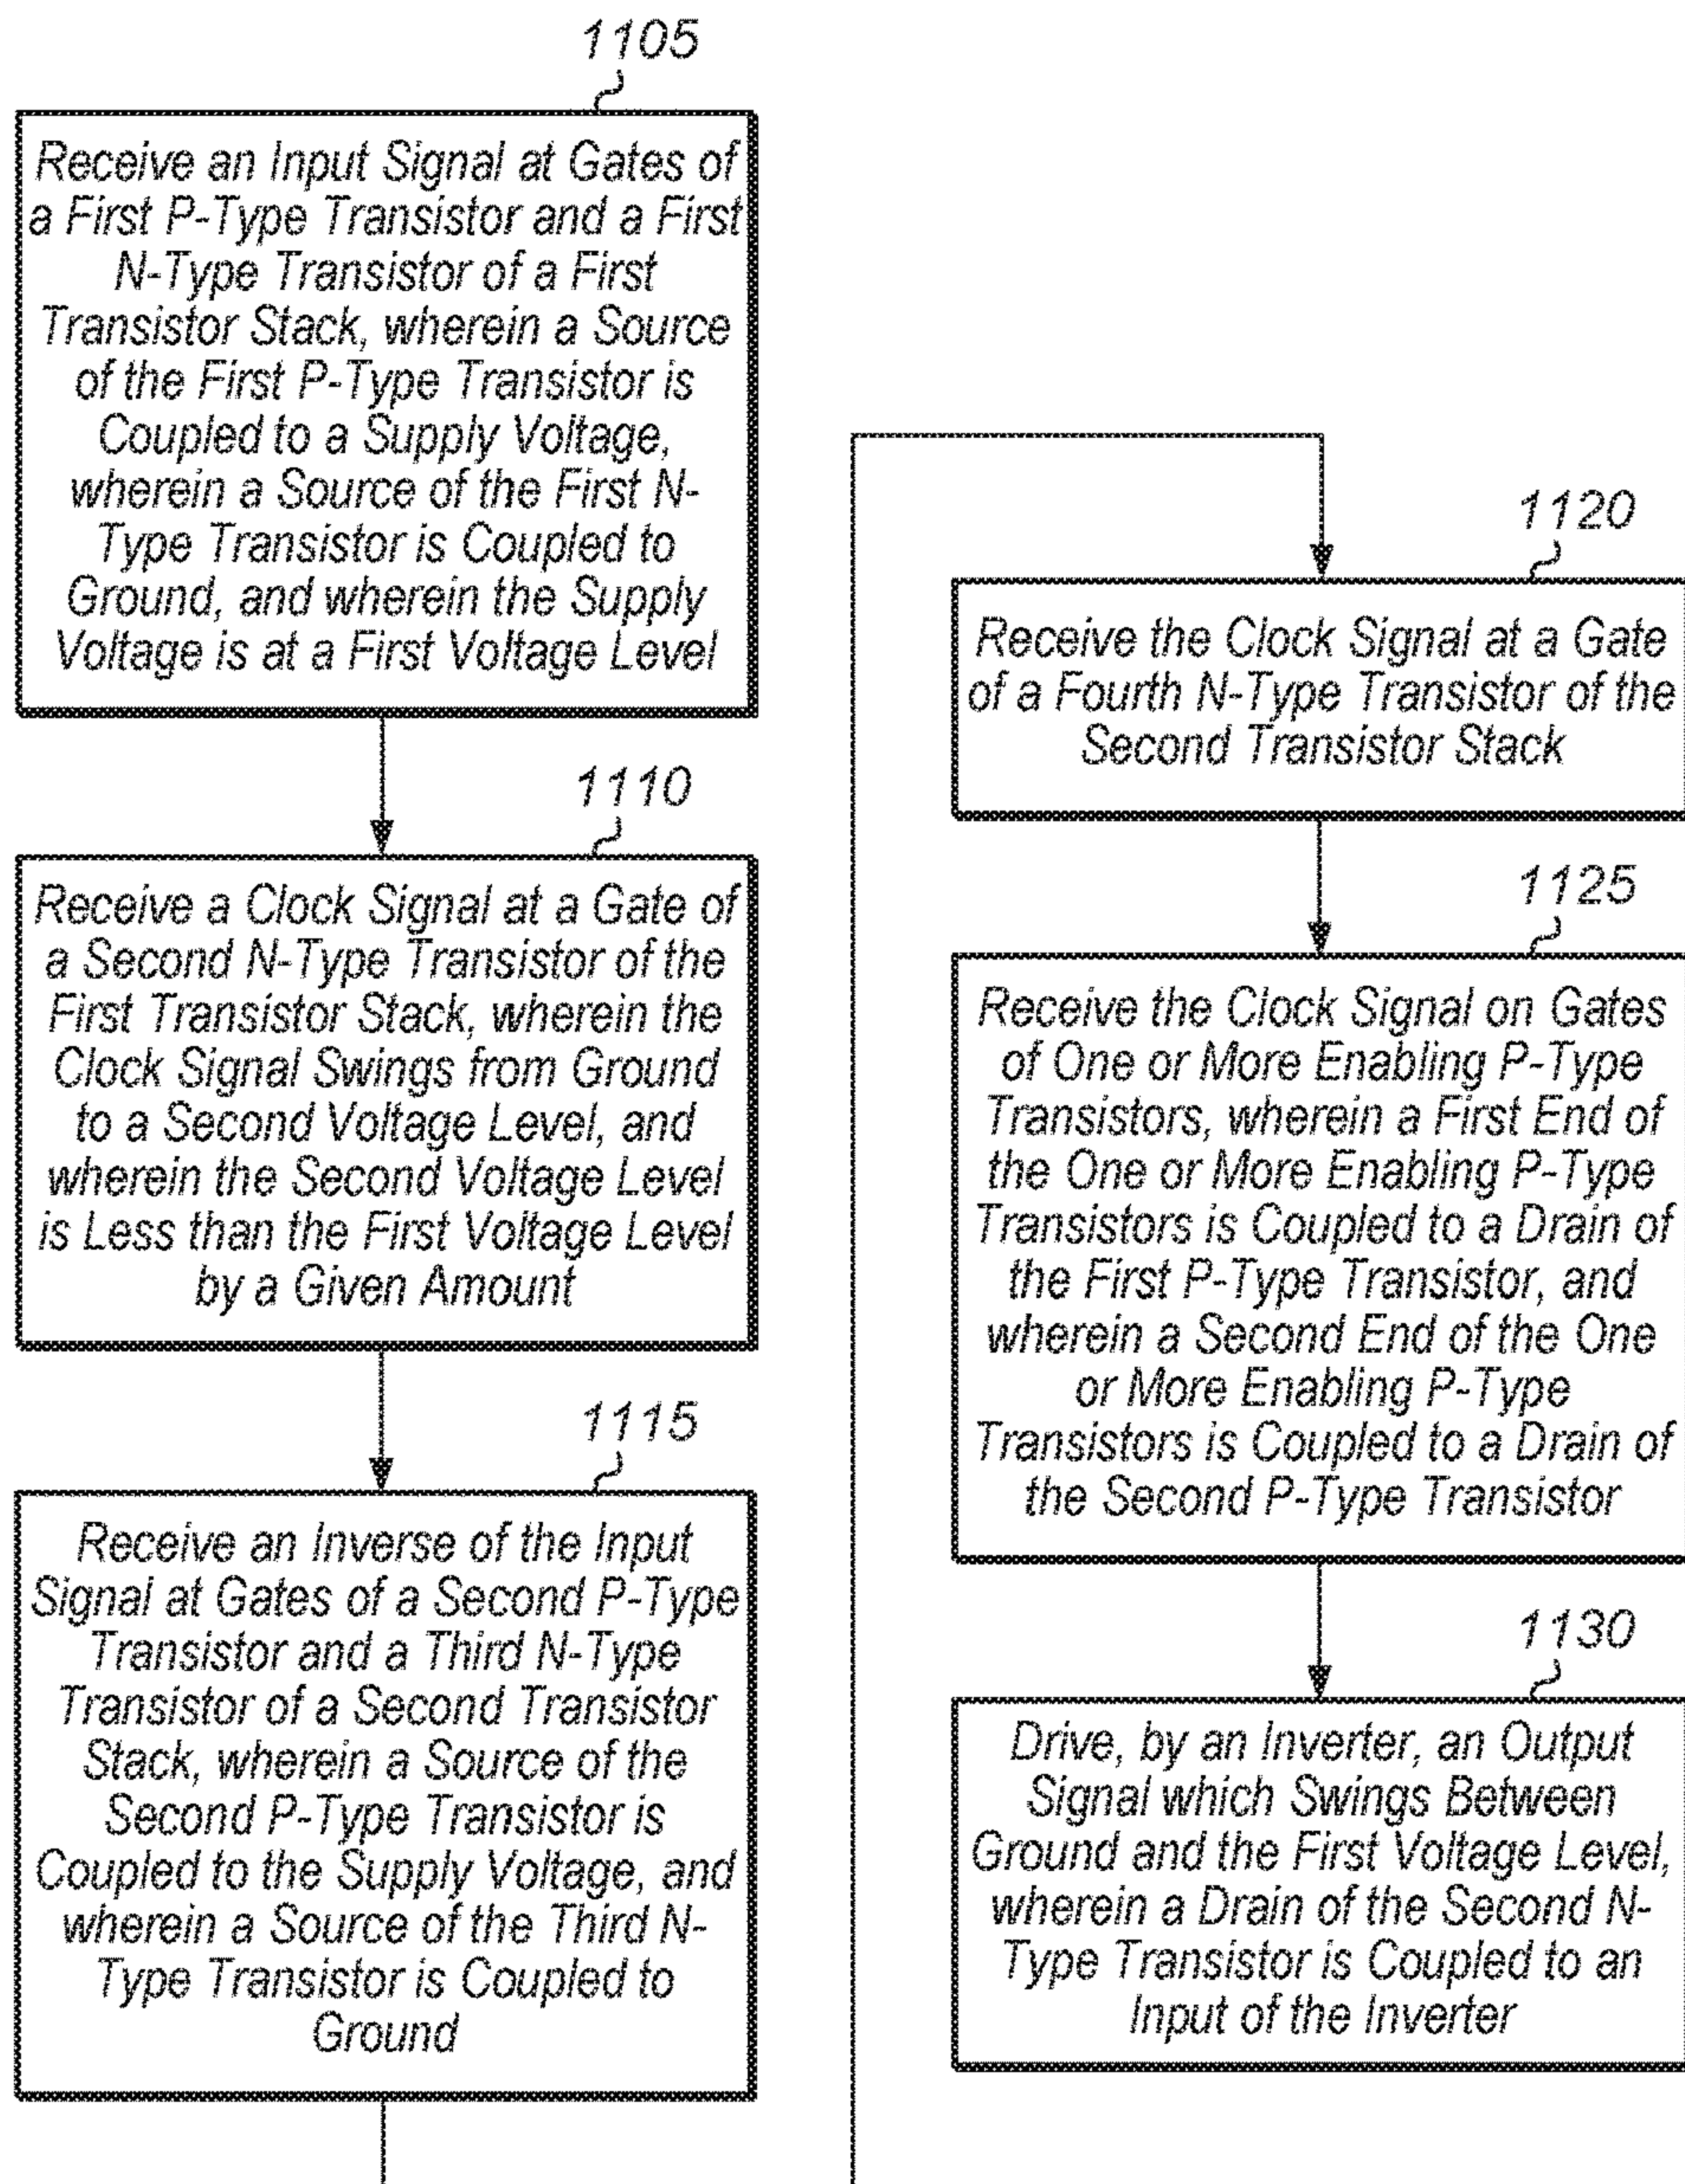 1105
Receive an Input Signal at Gates of
a First P-Type Transistor and a First
N-Type Transistor of a First
Transistor Stack, wherein a Source
of the First P-Type Transistor is
Coupled to a Supply Voltage,
wherein a Source of the First N-
Type Transistor is Coupled to
Ground, and wherein the Supply
Voltage is at a First Voltage Level
1110
Receive a Clock Signal at a Gate of
a Second N-Type Transistor of the
First Transistor Stack, wherein the
Clock Signal Swings from Ground
to a Second Voltage Level, and
wherein the Second Voltage Level
is Less than the First Voltage Level
by a Given Amount
1115
Receive an Inverse of the Input
Signal at Gates of a Second P-Type
Transistor and a Third N-Type
Transistor of a Second Transistor
Stack, wherein a Source of the
Second P-Type Transistor is
Coupled to the Supply Voltage, and
wherein a Source of the Third N-
Type Transistor is Coupled to
Ground
1120
Receive the Clock Signal at a Gate
of a Fourth N-Type Transistor of the
Second Transistor Stack
1125
Receive the Clock Signal on Gates
of One or More Enabling P-Type
Transistors, wherein a First End of
the One or More Enabling P-Type
Transistors is Coupled to a Drain of
the First P-Type Transistor, and
wherein a Second End of the One
or More Enabling P-Type
Transistors is Coupled to a Drain of
the Second P-Type Transistor
1130
Drive, by an Inverter, an Output
Signal which Swings Between
Ground and the First Voltage Level,
wherein a Drain of the Second N-
Type Transistor is Coupled to an
Input of the Inverter